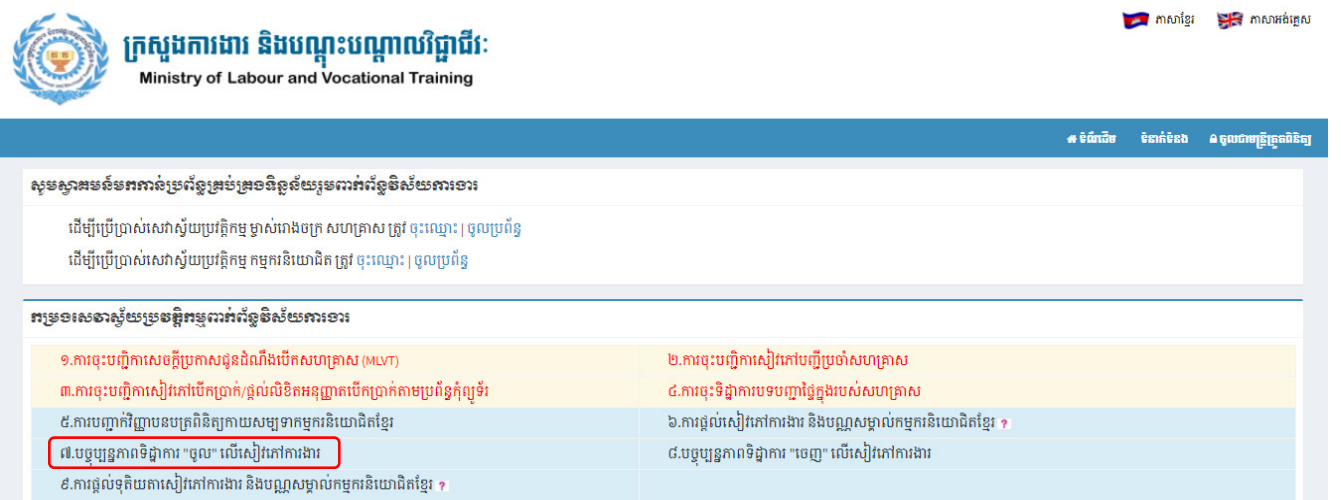 ភាសាខ្មែរ ភាសាអង់គ្លេស
ក្រសួងការងារ និងបណ្តុះបណ្តាលវិជ្ជាជីវៈ
Ministry of Labour and Vocational Training
ទំព័រដើម ទំនាក់ទំនង ចូលជាមន្ត្រីត្រួតពិនិត្យ
សូមស្វាគមន៍មកកាន់ប្រព័ន្ធគ្រប់គ្រងទិន្នន័យរួមពាក់ព័ន្ធវិស័យការងារ
ដើម្បីប្រើប្រាស់សេវាស្វ័យប្រវត្តិកម្ម ម្ចាស់រោងចក្រ សហគ្រាស ត្រូវ ចុះឈ្មោះ | ចូលប្រព័ន្ធ
ដើម្បីប្រើប្រាស់សេវាស្វ័យប្រវត្តិកម្ម កម្មករនិយោជិត ត្រូវ ចុះឈ្មោះ | ចូលប្រព័ន្ធ
កម្រងសេវាស្វ័យប្រវត្តិកម្មពាក់ព័ន្ធវិស័យការងារ
១.ការចុះបញ្ជិកាសេចក្តីប្រកាសជូនដំណឹងបើកសហគ្រាស (MLVT) ២.ការចុះបញ្ជិកាសៀវភៅបញ្ជីប្រចាំសហគ្រាស
៣.ការចុះបញ្ជិកាសៀវភៅបើកប្រាក់/ផ្តល់លិខិតអនុញ្ញាតបើកប្រាក់តាមប្រព័ន្ធកុំព្យូទ័រ ៤.ការចុះទិដ្ឋាការបទបញ្ជាផ្ទៃក្នុងរបស់សហគ្រាស
៥.ការបញ្ជាក់វិញ្ញាបនបត្រពិនិត្យកាយសម្បទាកម្មករនិយោជិតខ្មែរ ៦.ការផ្តល់សៀវភៅការងារ និងបណ្ណសម្គាល់កម្មករនិយោជិតខ្មែរ ?
៧.បច្ចុប្បន្នភាពទិដ្ឋាការ "ចូល" លើសៀវភៅការងារ ៨.បច្ចុប្បន្នភាពទិដ្ឋាការ "ចេញ" លើសៀវភៅការងារ
៩.ការផ្តល់ទុតិយតាសៀវភៅការងារ និងបណ្ណសម្គាល់កម្មករនិយោជិតខ្មែរ ?